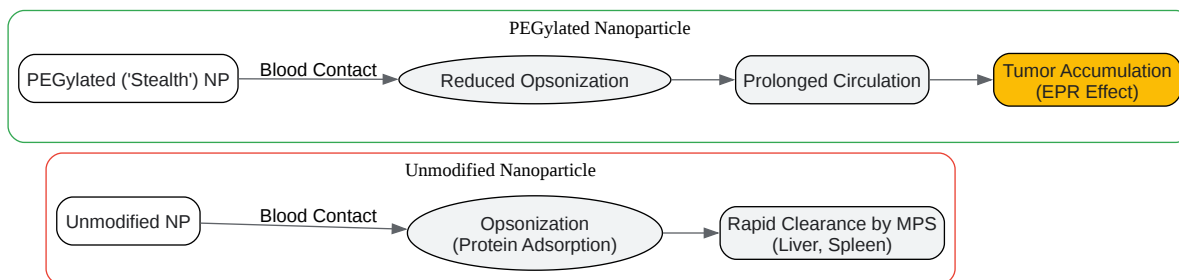 PEGylated Nanoparticle
PEGylated ('Stealth') NP
Blood Contact
Reduced Opsonization
Prolonged Circulation
Tumor Accumulation
(EPR Effect)
Unmodified Nanoparticle
Unmodified NP
Blood Contact
Opsonization
(Protein Adsorption)
Rapid Clearance by MPS
(Liver, Spleen)